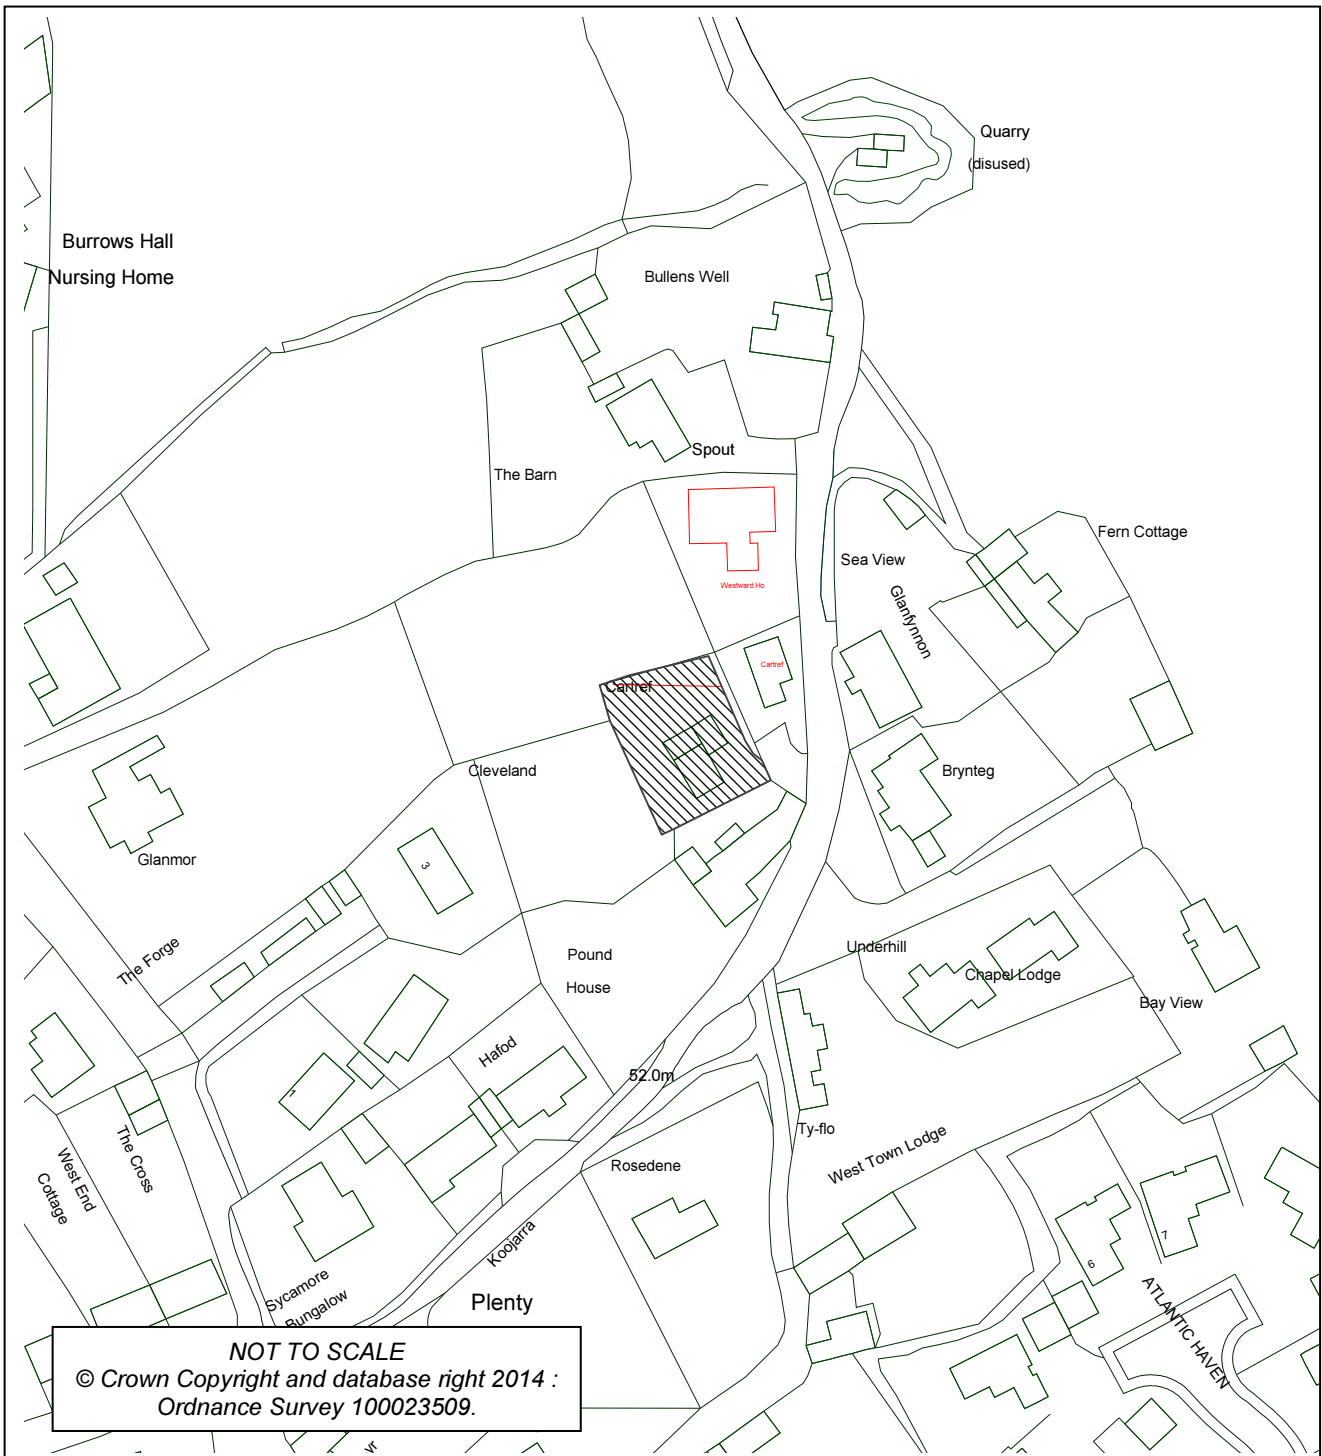 Quarry
(disused)
Burrows Hall
Nursing Home
Bullens Well
Spout
The Barn
Fern Cottage
Sea View
Westward Ho
Glanfynnon
Cartref
Cartref
Cleveland
Brynteg
Glanmor
3
The Forge
Pound
House
Underhill
Chapel Lodge
Bay View
Hafod
52.0m
1
Ty-flo
West Town Lodge
The Cross
West End
Cottage
Rosedene
Koojarra
7
6
Sycamore
Bungalow
Plenty
ATLANTIC HAVEN
NOT TO SCALE
© Crown Copyright and database right 2014 :
Ordnance Survey 100023509.
yr